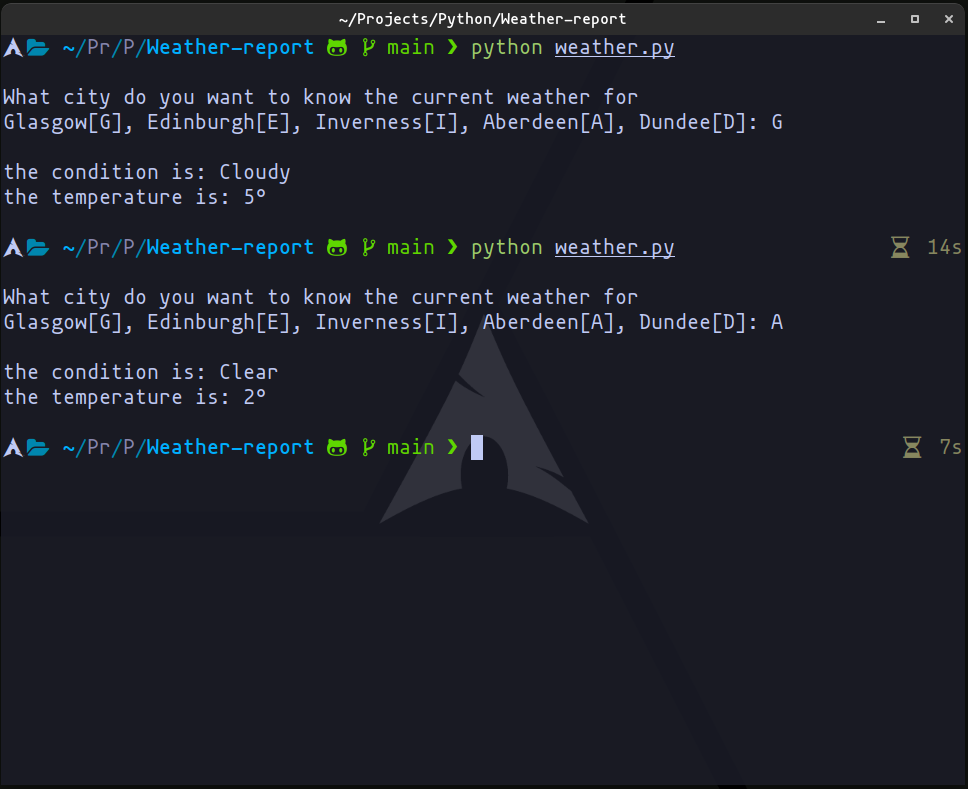 ~/Projects/Python/Weather-report
~/Pr/P/Weather-report main ❯ python weather.py
What city do you want to know the current weather for
Glasgow[G], Edinburgh[E], Inverness[I], Aberdeen[A], Dundee[D]: G
the condition is: Cloudy
the temperature is: 5°
~/Pr/P/Weather-report main ❯ python weather.py 14s
What city do you want to know the current weather for
Glasgow[G], Edinburgh[E], Inverness[I], Aberdeen[A], Dundee[D]: A
the condition is: Clear
the temperature is: 2°
~/Pr/P/Weather-report main ❯ 7s